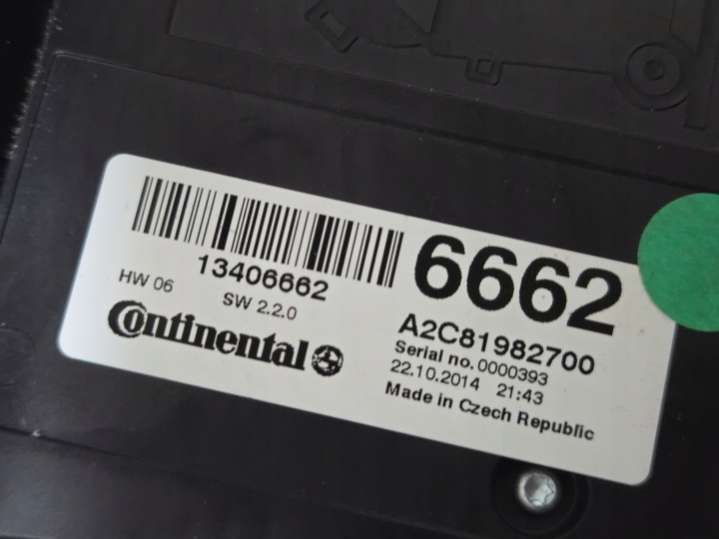 13406662
6662
HW 06
SW 2.2.0
Continental
A2C81982700
Serial no. 0000393
22.10.2014 21:43
Made in Czech Republic